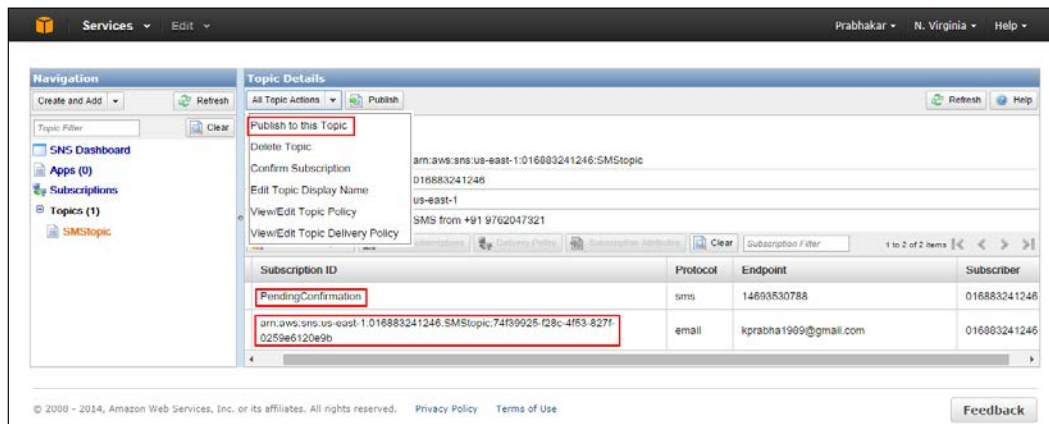 Services Edit Prabhakar N. Virginia Help
Navigation
Create and Add Refresh
Topic Filter Clear
SNS Dashboard
Apps (0)
Subscriptions
Topics (1)
SMStopic
Topic Details
All Topic Actions Publish Refresh Help
Publish to this Topic
Delete Topic
Confirm Subscription
Edit Topic Display Name
View/Edit Topic Policy
View/Edit Topic Delivery Policy
arn:aws:sns:us-east-1:016883241246:SMStopic
016883241246
us-east-1
SMS from +91 9762047321
Delivery Policy Subscription Attributes Clear Subscription Filter 1 to 2 of 2 items
Subscription ID Protocol Endpoint Subscriber
PendingConfirmation sms 14693530788 016883241246
arn:aws:sns:us-east-1:016883241246:SMStopic:74f39925-f28c-4f53-827f-
0259e6120e9b email kprabha1989@gmail.com 016883241246
© 2008 - 2014, Amazon Web Services, Inc. or its affiliates. All rights reserved. Privacy Policy Terms of Use Feedback